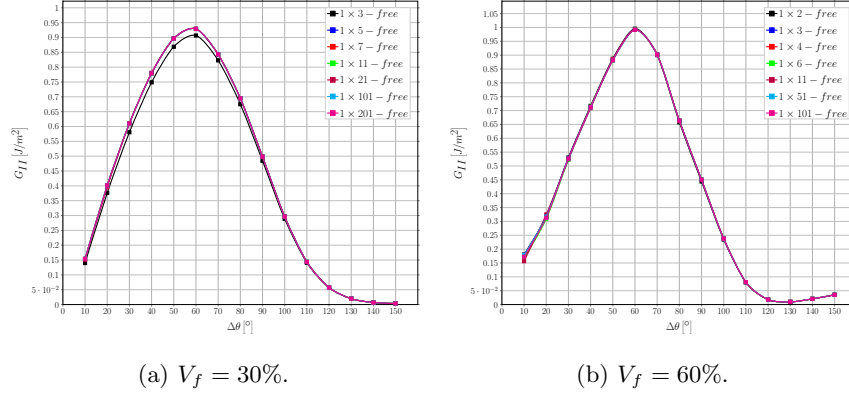 1
0.95
0.9
0.85
0.8
0.75
0.7
0.65
0.6
0.55
0.5
0.45
0.4
0.35
0.3
0.25
0.2
0.15
0.1
5 · 10⁻²
0
G_{II} [J/m²]
10 20 30 40 50 60 70 80 90 100 110 120 130 140 150
Δθ [°]
1 × 3 − free
1 × 5 − free
1 × 7 − free
1 × 11 − free
1 × 21 − free
1 × 101 − free
1 × 201 − free
(a) V_f = 30%.
1.05
1
0.95
0.9
0.85
0.8
0.75
0.7
0.65
0.6
0.55
0.5
0.45
0.4
0.35
0.3
0.25
0.2
0.15
0.1
5 · 10⁻²
0
G_{II} [J/m²]
10 20 30 40 50 60 70 80 90 100 110 120 130 140 150
Δθ [°]
1 × 2 − free
1 × 3 − free
1 × 4 − free
1 × 6 − free
1 × 11 − free
1 × 51 − free
1 × 101 − free
(b) V_f = 60%.